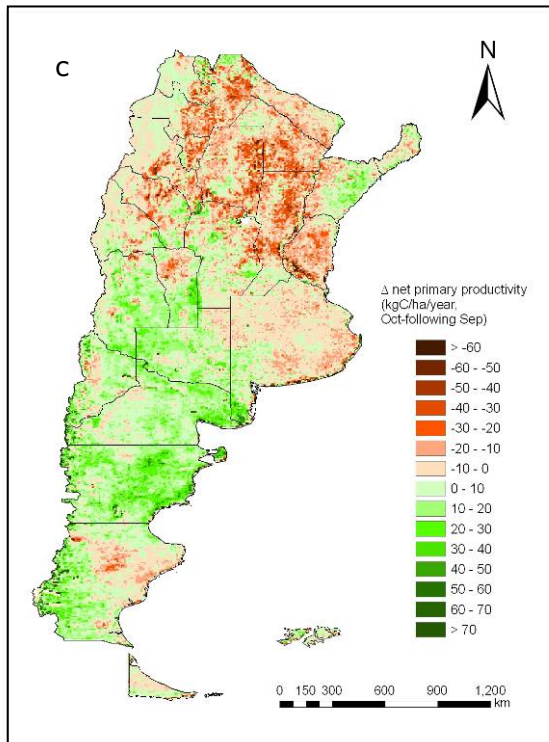 C
N
Δ net primary productivity
(kgC/ha/year,
Oct-following Sep)
> -60
-60 - -50
-50 - -40
-40 - -30
-30 - -20
-20 - -10
-10 - 0
0 - 10
10 - 20
20 - 30
30 - 40
40 - 50
50 - 60
60 - 70
> 70
0 150 300 600 900 1,200
km